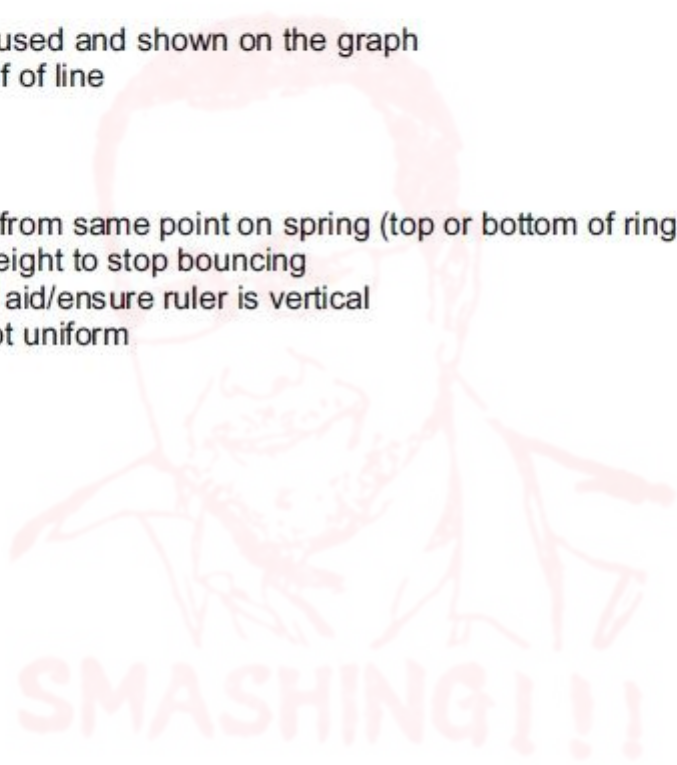 used and shown on the graph
f of line
from same point on spring (top or bottom of ring
eight to stop bouncing
aid/ensure ruler is vertical
ot uniform
SMASHING!!!